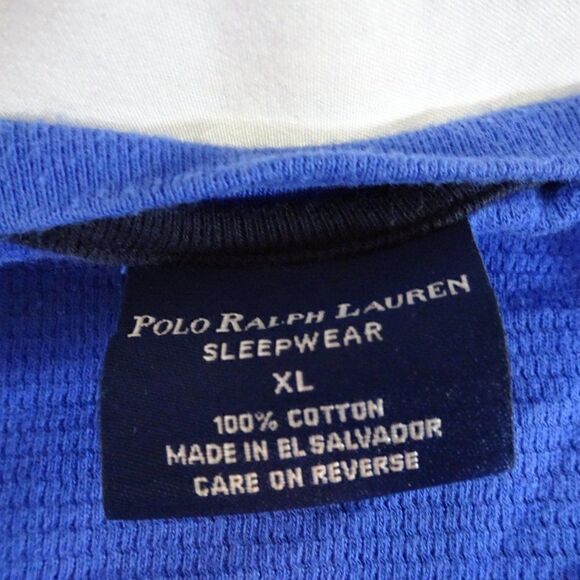 POLO RALPH LAUREN
SLEEPWEAR
XL
100% COTTON
MADE IN EL SALVADOR
CARE ON REVERSE